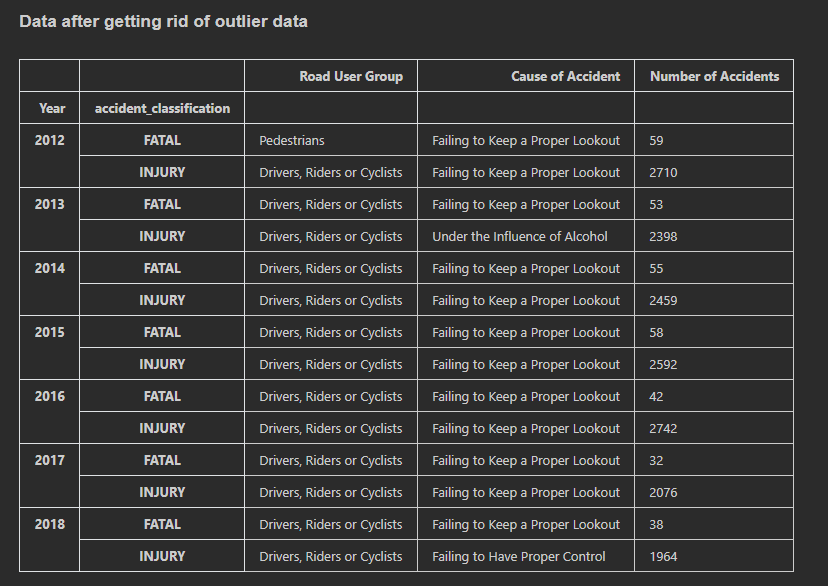 Data after getting rid of outlier data
Road User Group Cause of Accident Number of Accidents
Year accident_classification
2012 FATAL Pedestrians Failing to Keep a Proper Lookout 59
INJURY Drivers, Riders or Cyclists Failing to Keep a Proper Lookout 2710
2013 FATAL Drivers, Riders or Cyclists Failing to Keep a Proper Lookout 53
INJURY Drivers, Riders or Cyclists Under the Influence of Alcohol 2398
2014 FATAL Drivers, Riders or Cyclists Failing to Keep a Proper Lookout 55
INJURY Drivers, Riders or Cyclists Failing to Keep a Proper Lookout 2459
2015 FATAL Drivers, Riders or Cyclists Failing to Keep a Proper Lookout 58
INJURY Drivers, Riders or Cyclists Failing to Keep a Proper Lookout 2592
2016 FATAL Drivers, Riders or Cyclists Failing to Keep a Proper Lookout 42
INJURY Drivers, Riders or Cyclists Failing to Keep a Proper Lookout 2742
2017 FATAL Drivers, Riders or Cyclists Failing to Keep a Proper Lookout 32
INJURY Drivers, Riders or Cyclists Failing to Keep a Proper Lookout 2076
2018 FATAL Drivers, Riders or Cyclists Failing to Keep a Proper Lookout 38
INJURY Drivers, Riders or Cyclists Failing to Have Proper Control 1964